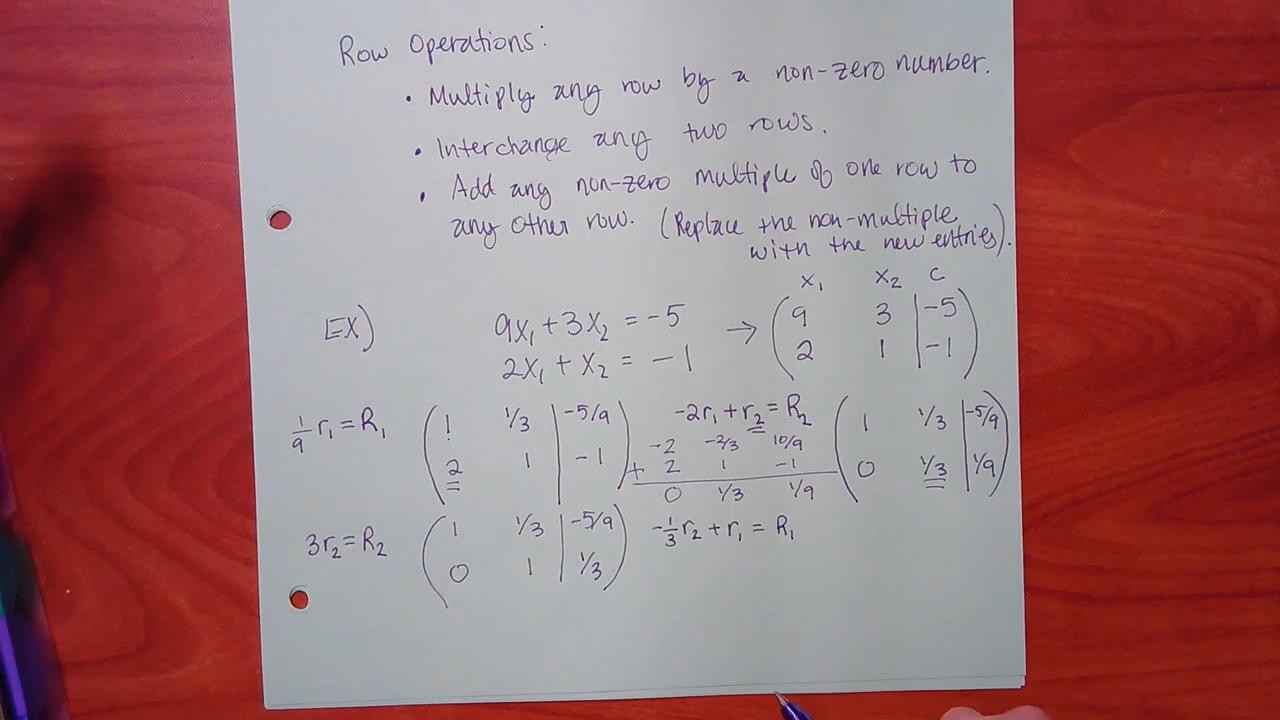 Row Operations:
• Multiply any row by a non-zero number.
• Interchange any two rows.
• Add any non-zero multiple of one row to
any other row. (Replace the non-multiple
with the new entries).
x₁ x₂ c
EX) 9x₁+3x₂ = -5 → ( 9 3 | -5 )
2x₁ + x₂ = -1 ( 2 1 | -1 )
1/9 r₁ = R₁ ( 1 1/3 | -5/9 ) -2r₁ + r₂ = R₂ ( 1 1/3 | -5/9 )
-2 -2/3 10/9
( 2 1 | -1 ) + 2 1 -1 ( 0 1/3 | 1/9 )
0 1/3 1/9
3r₂ = R₂ ( 1 1/3 | -5/9 ) -1/3 r₂ + r₁ = R₁
( 0 1 | 1/3 )